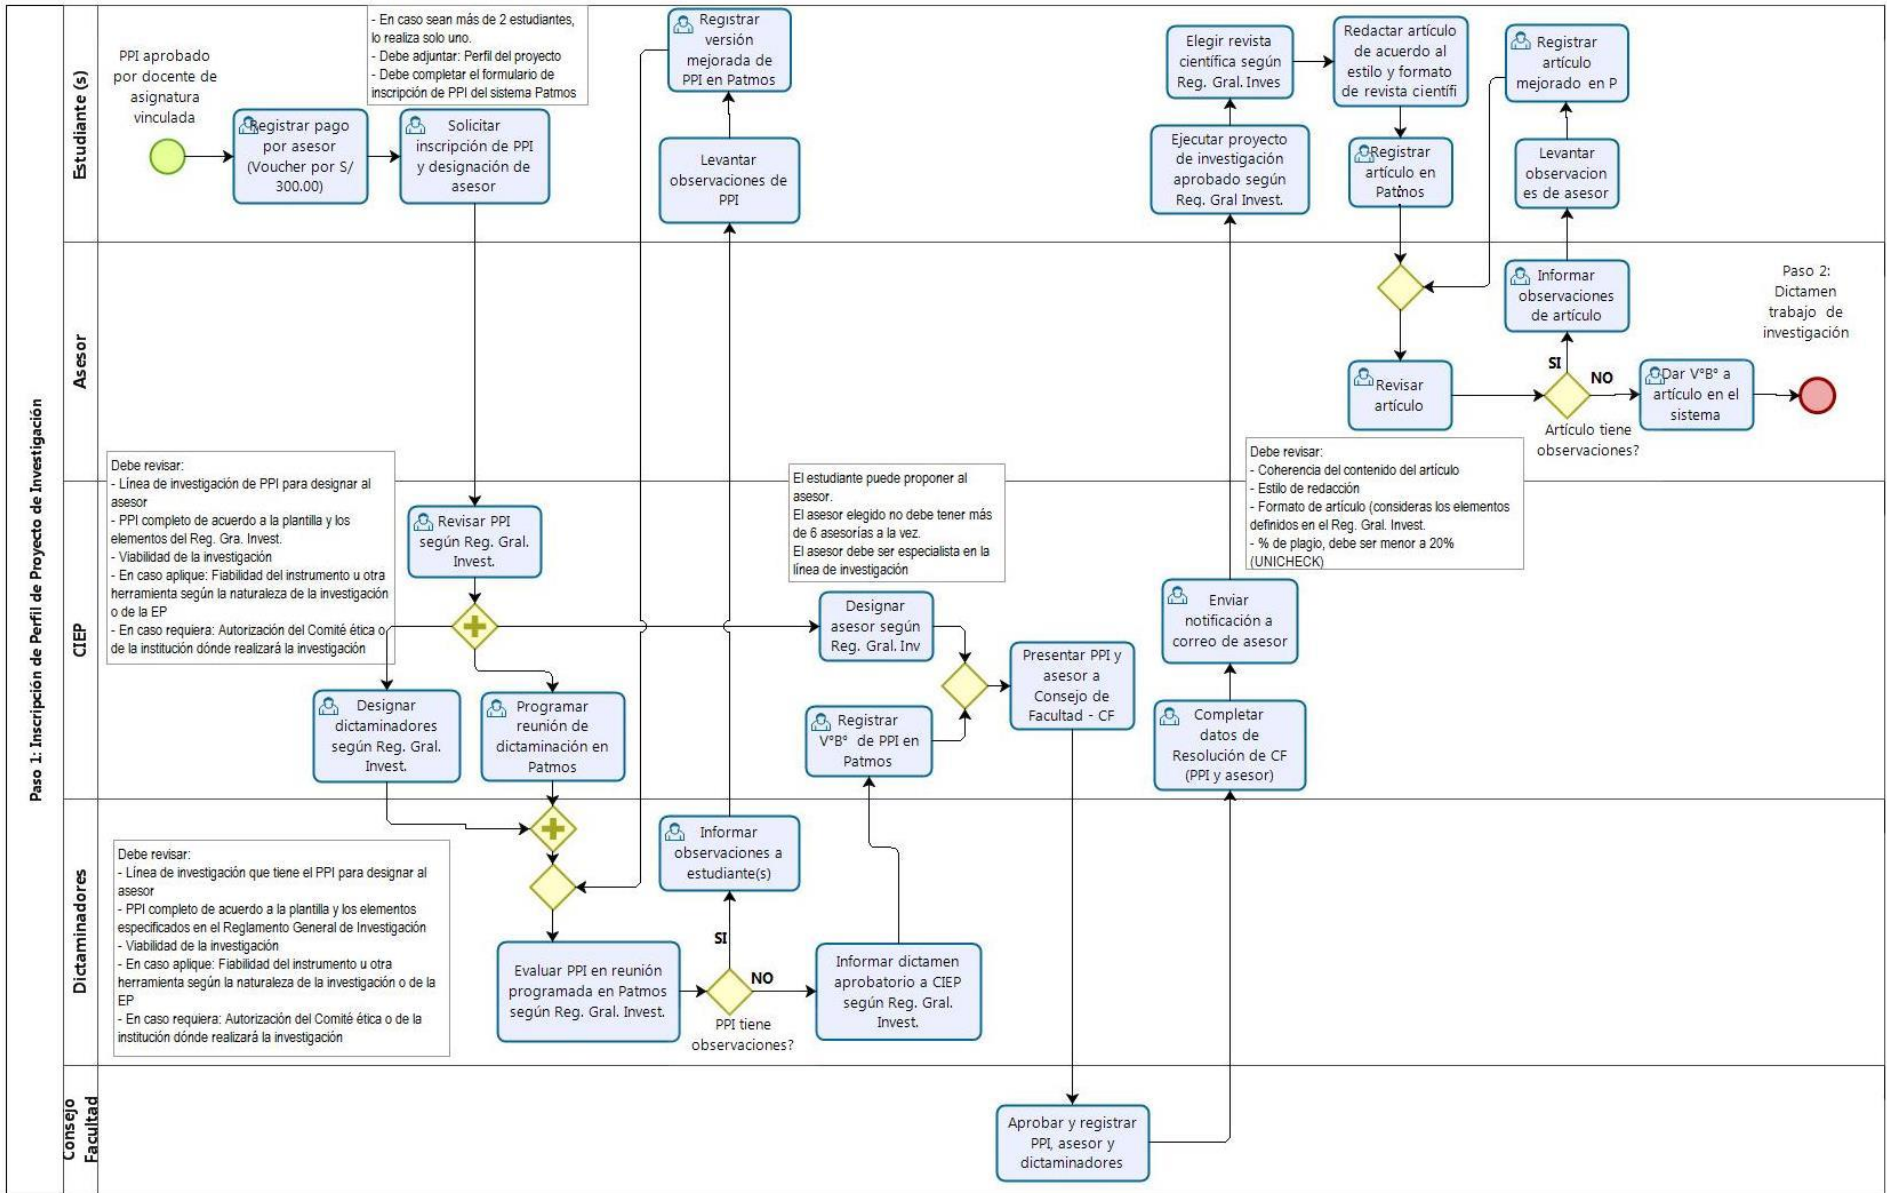 Paso 1: Inscripción de Perfil de Proyecto de Investigación
Estudiante (s)
PPI aprobado
por docente de
asignatura
vinculada
Registrar pago
por asesor
(Voucher por S/
300.00)
- En caso sean más de 2 estudiantes,
lo realiza solo uno.
- Debe adjuntar: Perfil del proyecto
- Debe completar el formulario de
inscripción de PPI del sistema Patmos
Solicitar
inscripción de PPI
y designación de
asesor
Registrar
versión
mejorada de
PPI en Patmos
Levantar
observaciones de
PPI
Elegir revista
científica según
Reg. Gral. Inves
Ejecutar proyecto
de investigación
aprobado según
Reg. Gral Invest.
Redactar artículo
de acuerdo al
estilo y formato
de revista científi
Registrar
artículo en
Patmos
Registrar
artículo
mejorado en P
Levantar
observacion
es de asesor
Asesor
Informar
observaciones
de artículo
Paso 2:
Dictamen
trabajo de
investigación
Revisar
artículo
SI
NO
Artículo tiene
observaciones?
Dar V°B° a
artículo en el
sistema
Debe revisar:
- Coherencia del contenido del artículo
- Estilo de redacción
- Formato de artículo (consideras los elementos
definidos en el Reg. Gral. Invest.
- % de plagio, debe ser menor a 20%
(UNICHECK)
CIEP
Debe revisar:
- Línea de investigación de PPI para designar al
asesor
- PPI completo de acuerdo a la plantilla y los
elementos del Reg. Gra. Invest.
- Viabilidad de la investigación
- En caso aplique: Fiabilidad del instrumento u otra
herramienta según la naturaleza de la investigación
o de la EP
- En caso requiera: Autorización del Comité ética o
de la institución dónde realizará la investigación
Revisar PPI
según Reg. Gral.
Invest.
El estudiante puede proponer al
asesor.
El asesor elegido no debe tener más
de 6 asesorías a la vez.
El asesor debe ser especialista en la
línea de investigación
Designar
asesor según
Reg. Gral. Inv
Designar
dictaminadores
según Reg. Gral.
Invest.
Programar
reunión de
dictaminación en
Patmos
Registrar
V°B° de PPI en
Patmos
Presentar PPI y
asesor a
Consejo de
Facultad - CF
Enviar
notificación a
correo de asesor
Completar
datos de
Resolución de CF
(PPI y asesor)
Dictaminadores
Debe revisar:
- Línea de investigación que tiene el PPI para designar al
asesor
- PPI completo de acuerdo a la plantilla y los elementos
especificados en el Reglamento General de Investigación
- Viabilidad de la investigación
- En caso aplique: Fiabilidad del instrumento u otra
herramienta según la naturaleza de la investigación o de la
EP
- En caso requiera: Autorización del Comité ética o de la
institución dónde realizará la investigación
Informar
observaciones a
estudiante(s)
Evaluar PPI en reunión
programada en Patmos
según Reg. Gral. Invest.
SI
NO
PPI tiene
observaciones?
Informar dictamen
aprobatorio a CIEP
según Reg. Gral.
Invest.
Consejo
Facultad
Aprobar y registrar
PPI, asesor y
dictaminadores